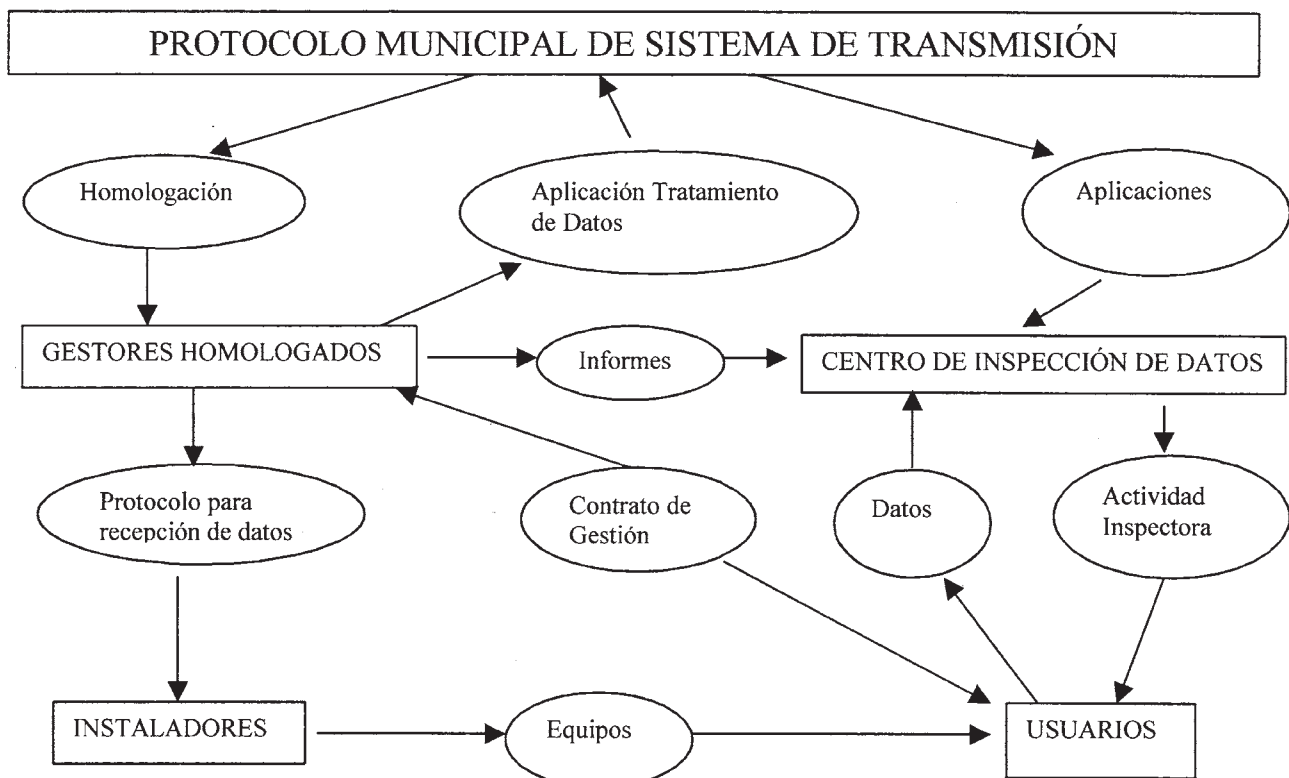 PROTOCOLO MUNICIPAL DE SISTEMA DE TRANSMISIÓN
Homologación
Aplicación Tratamiento
de Datos
Aplicaciones
GESTORES HOMOLOGADOS
Informes
CENTRO DE INSPECCIÓN DE DATOS
Protocolo para
recepción de datos
Contrato de
Gestión
Datos
Actividad
Inspectora
INSTALADORES
Equipos
USUARIOS